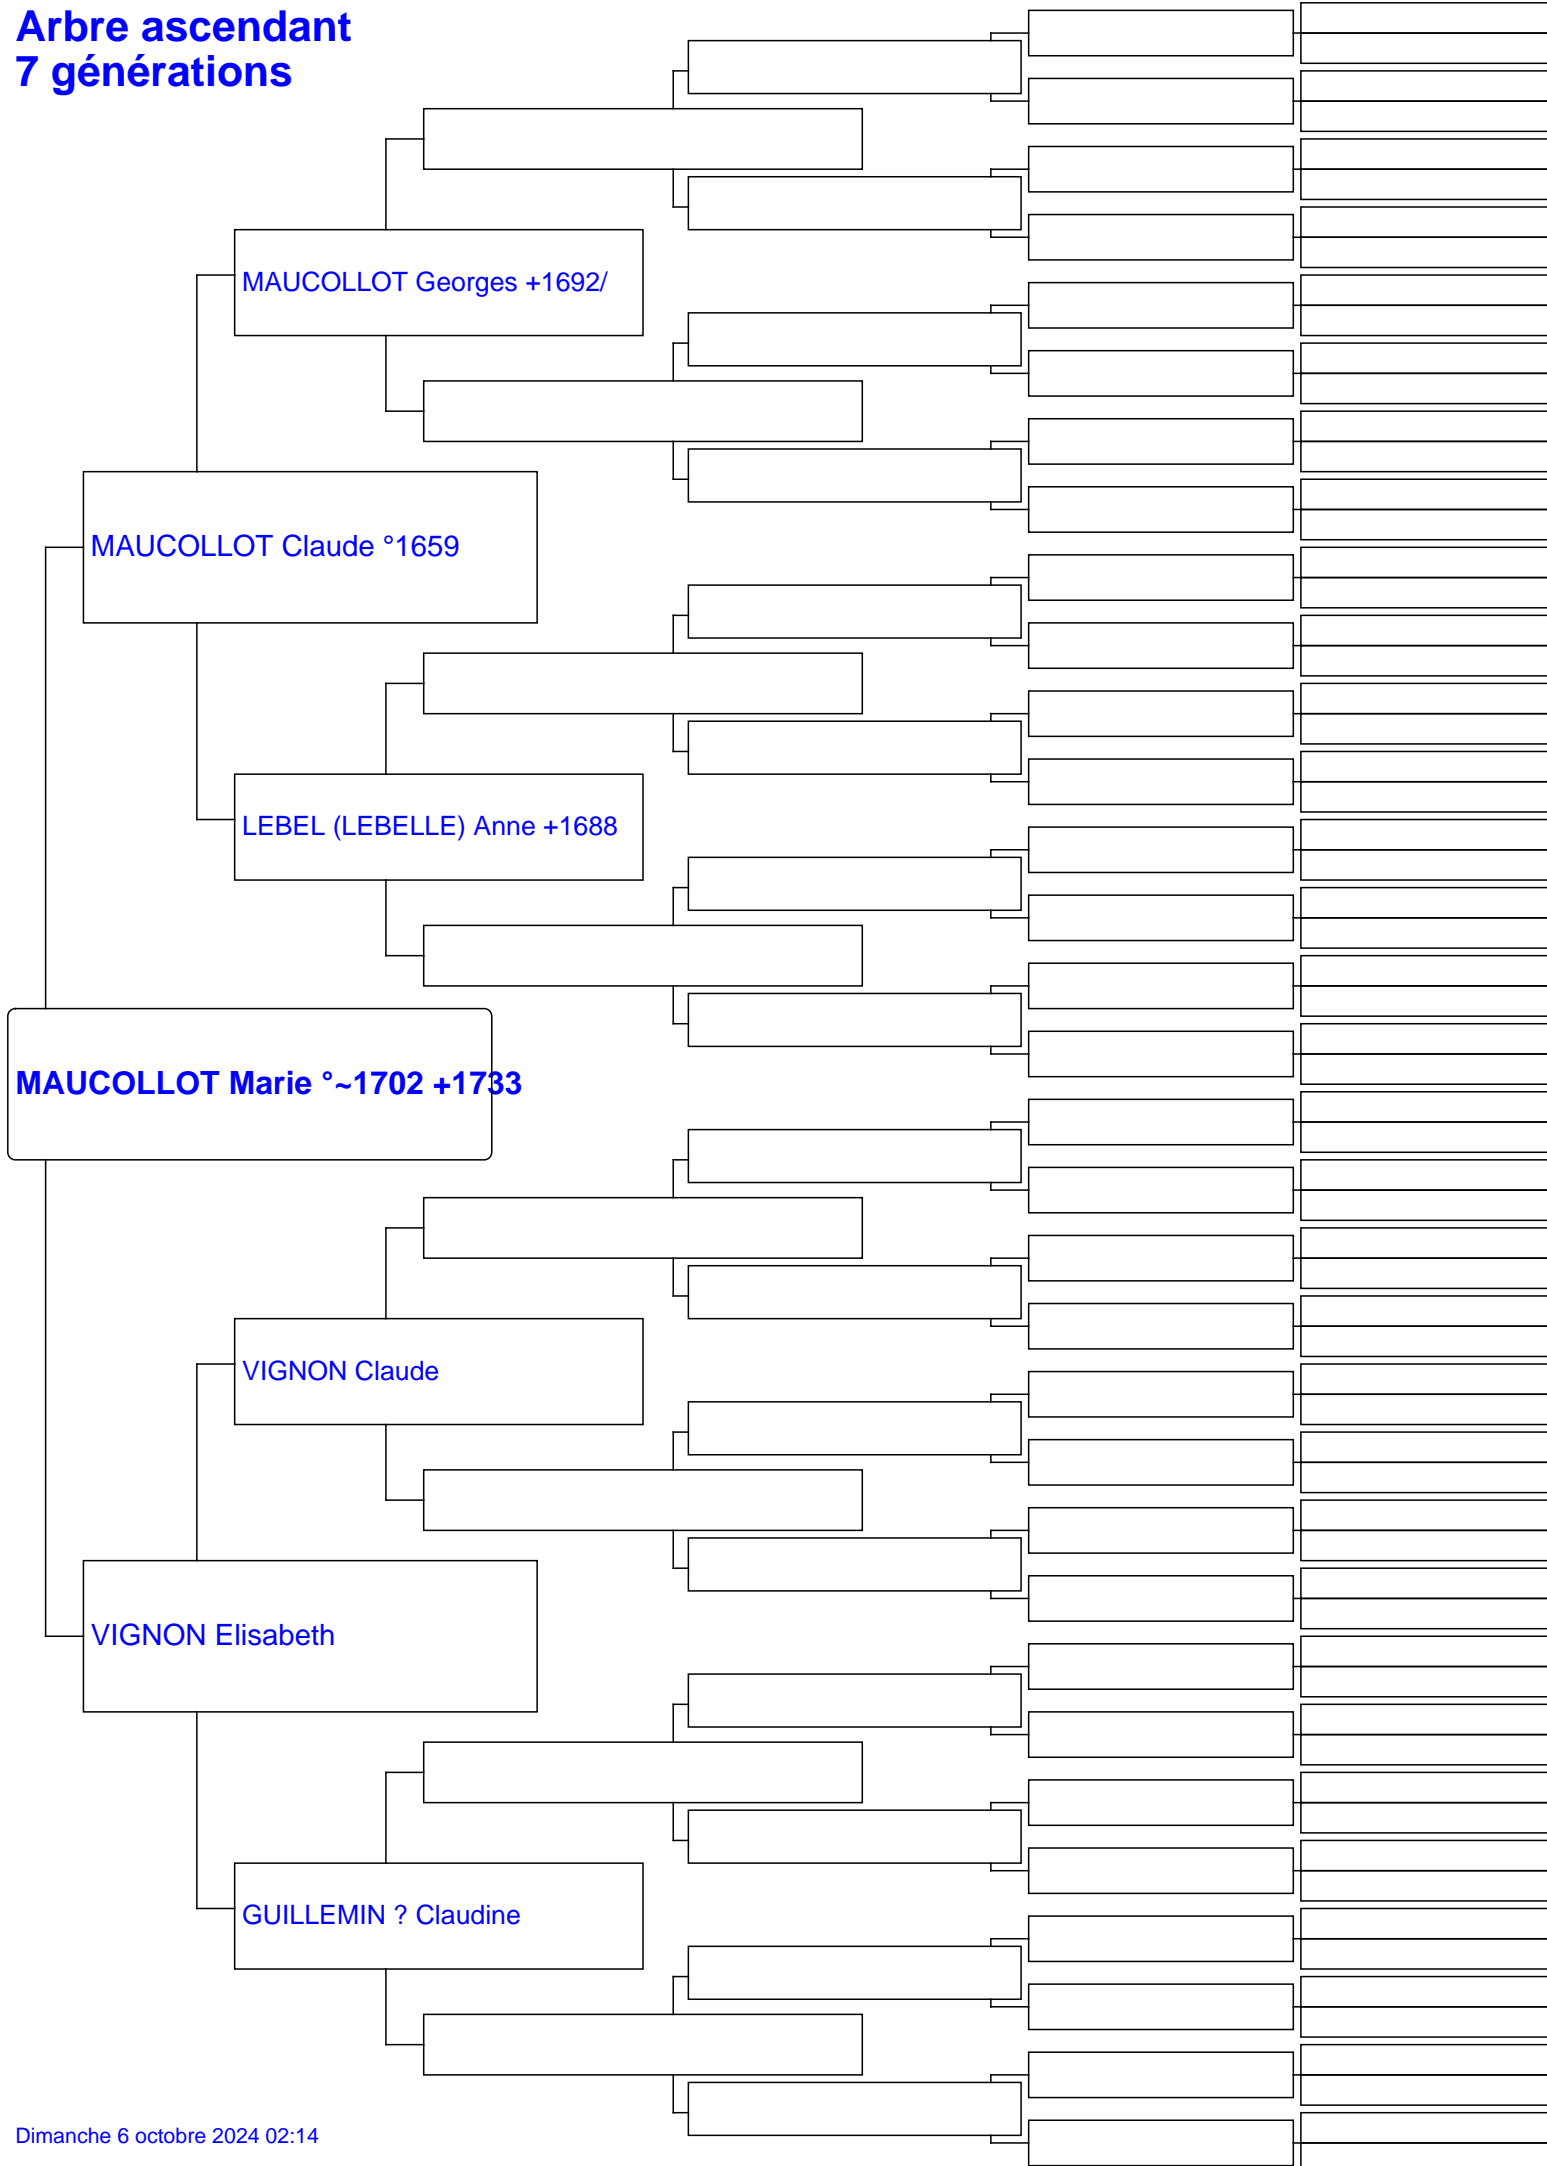 Arbre ascendant
7 générations
MAUCOLLOT Georges +1692/
MAUCOLLOT Claude °1659
LEBEL (LEBELLE) Anne +1688
MAUCOLLOT Marie °~1702 +1733
VIGNON Claude
VIGNON Elisabeth
GUILLEMIN ? Claudine
Dimanche 6 octobre 2024 02:14